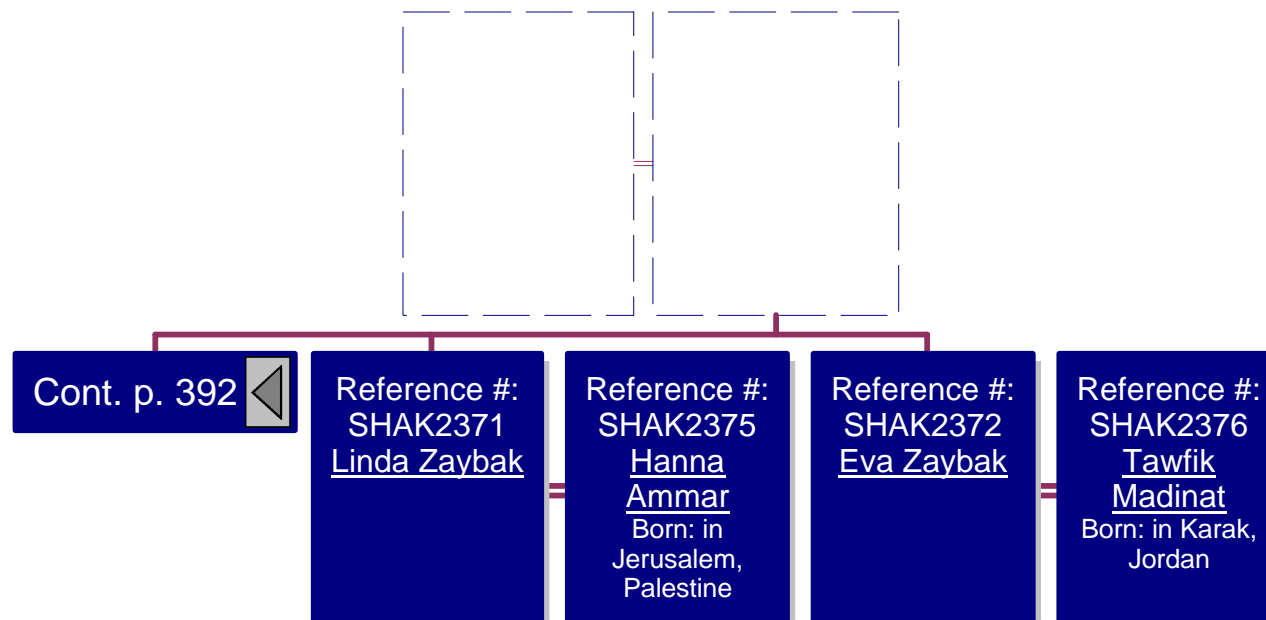 Cont. p. 392
Reference #:
SHAK2371
Linda Zaybak
Reference #:
SHAK2375
Hanna
Ammar
Born: in
Jerusalem,
Palestine
Reference #:
SHAK2372
Eva Zaybak
Reference #:
SHAK2376
Tawfik
Madinat
Born: in Karak,
Jordan